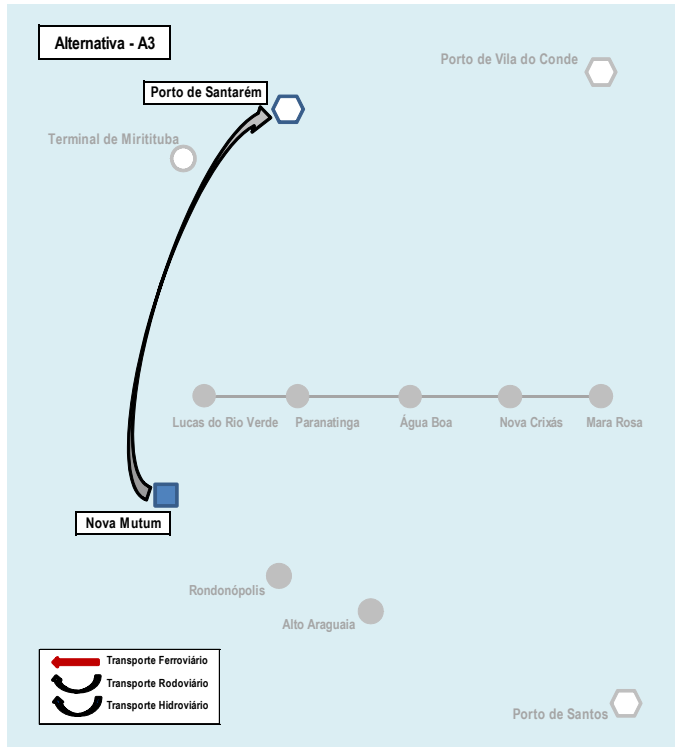 Alternativa - A3
Porto de Vila do Conde
Porto de Santarém
Terminal de Miritituba
Lucas do Rio Verde
Paranatinga
Água Boa
Nova Crixás
Mara Rosa
Nova Mutum
Rondonópolis
Alto Araguaia
Transporte Ferroviário
Transporte Rodoviário
Transporte Hidroviário
Porto de Santos